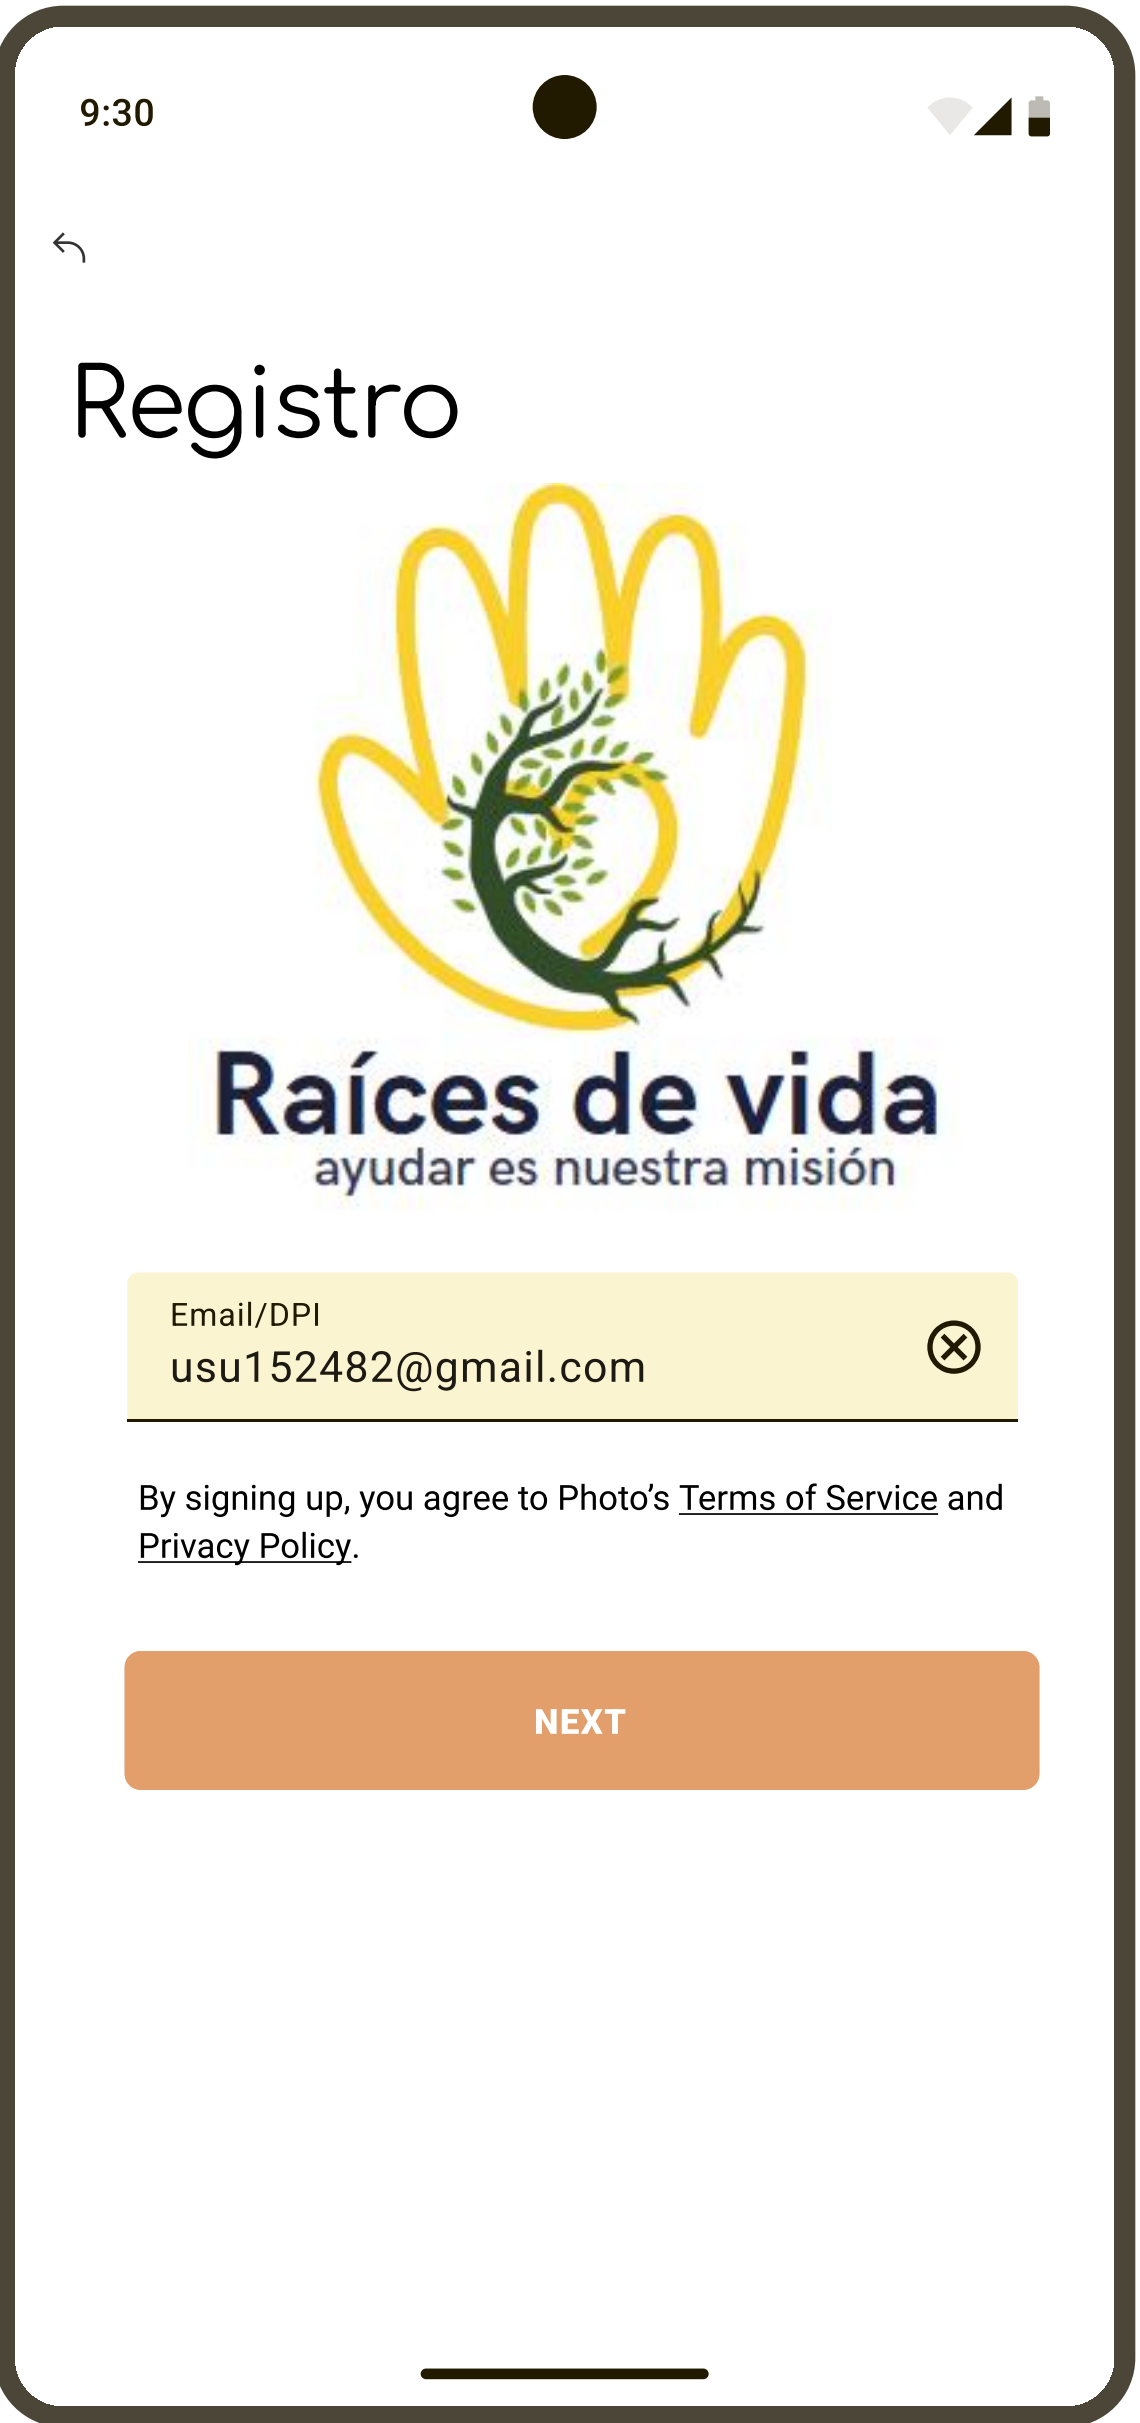 9:30
Registro
Raíces de vida
ayudar es nuestra misión
Email/DPI
usu152482@gmail.com
By signing up, you agree to Photo’s Terms of Service and
Privacy Policy.
NEXT